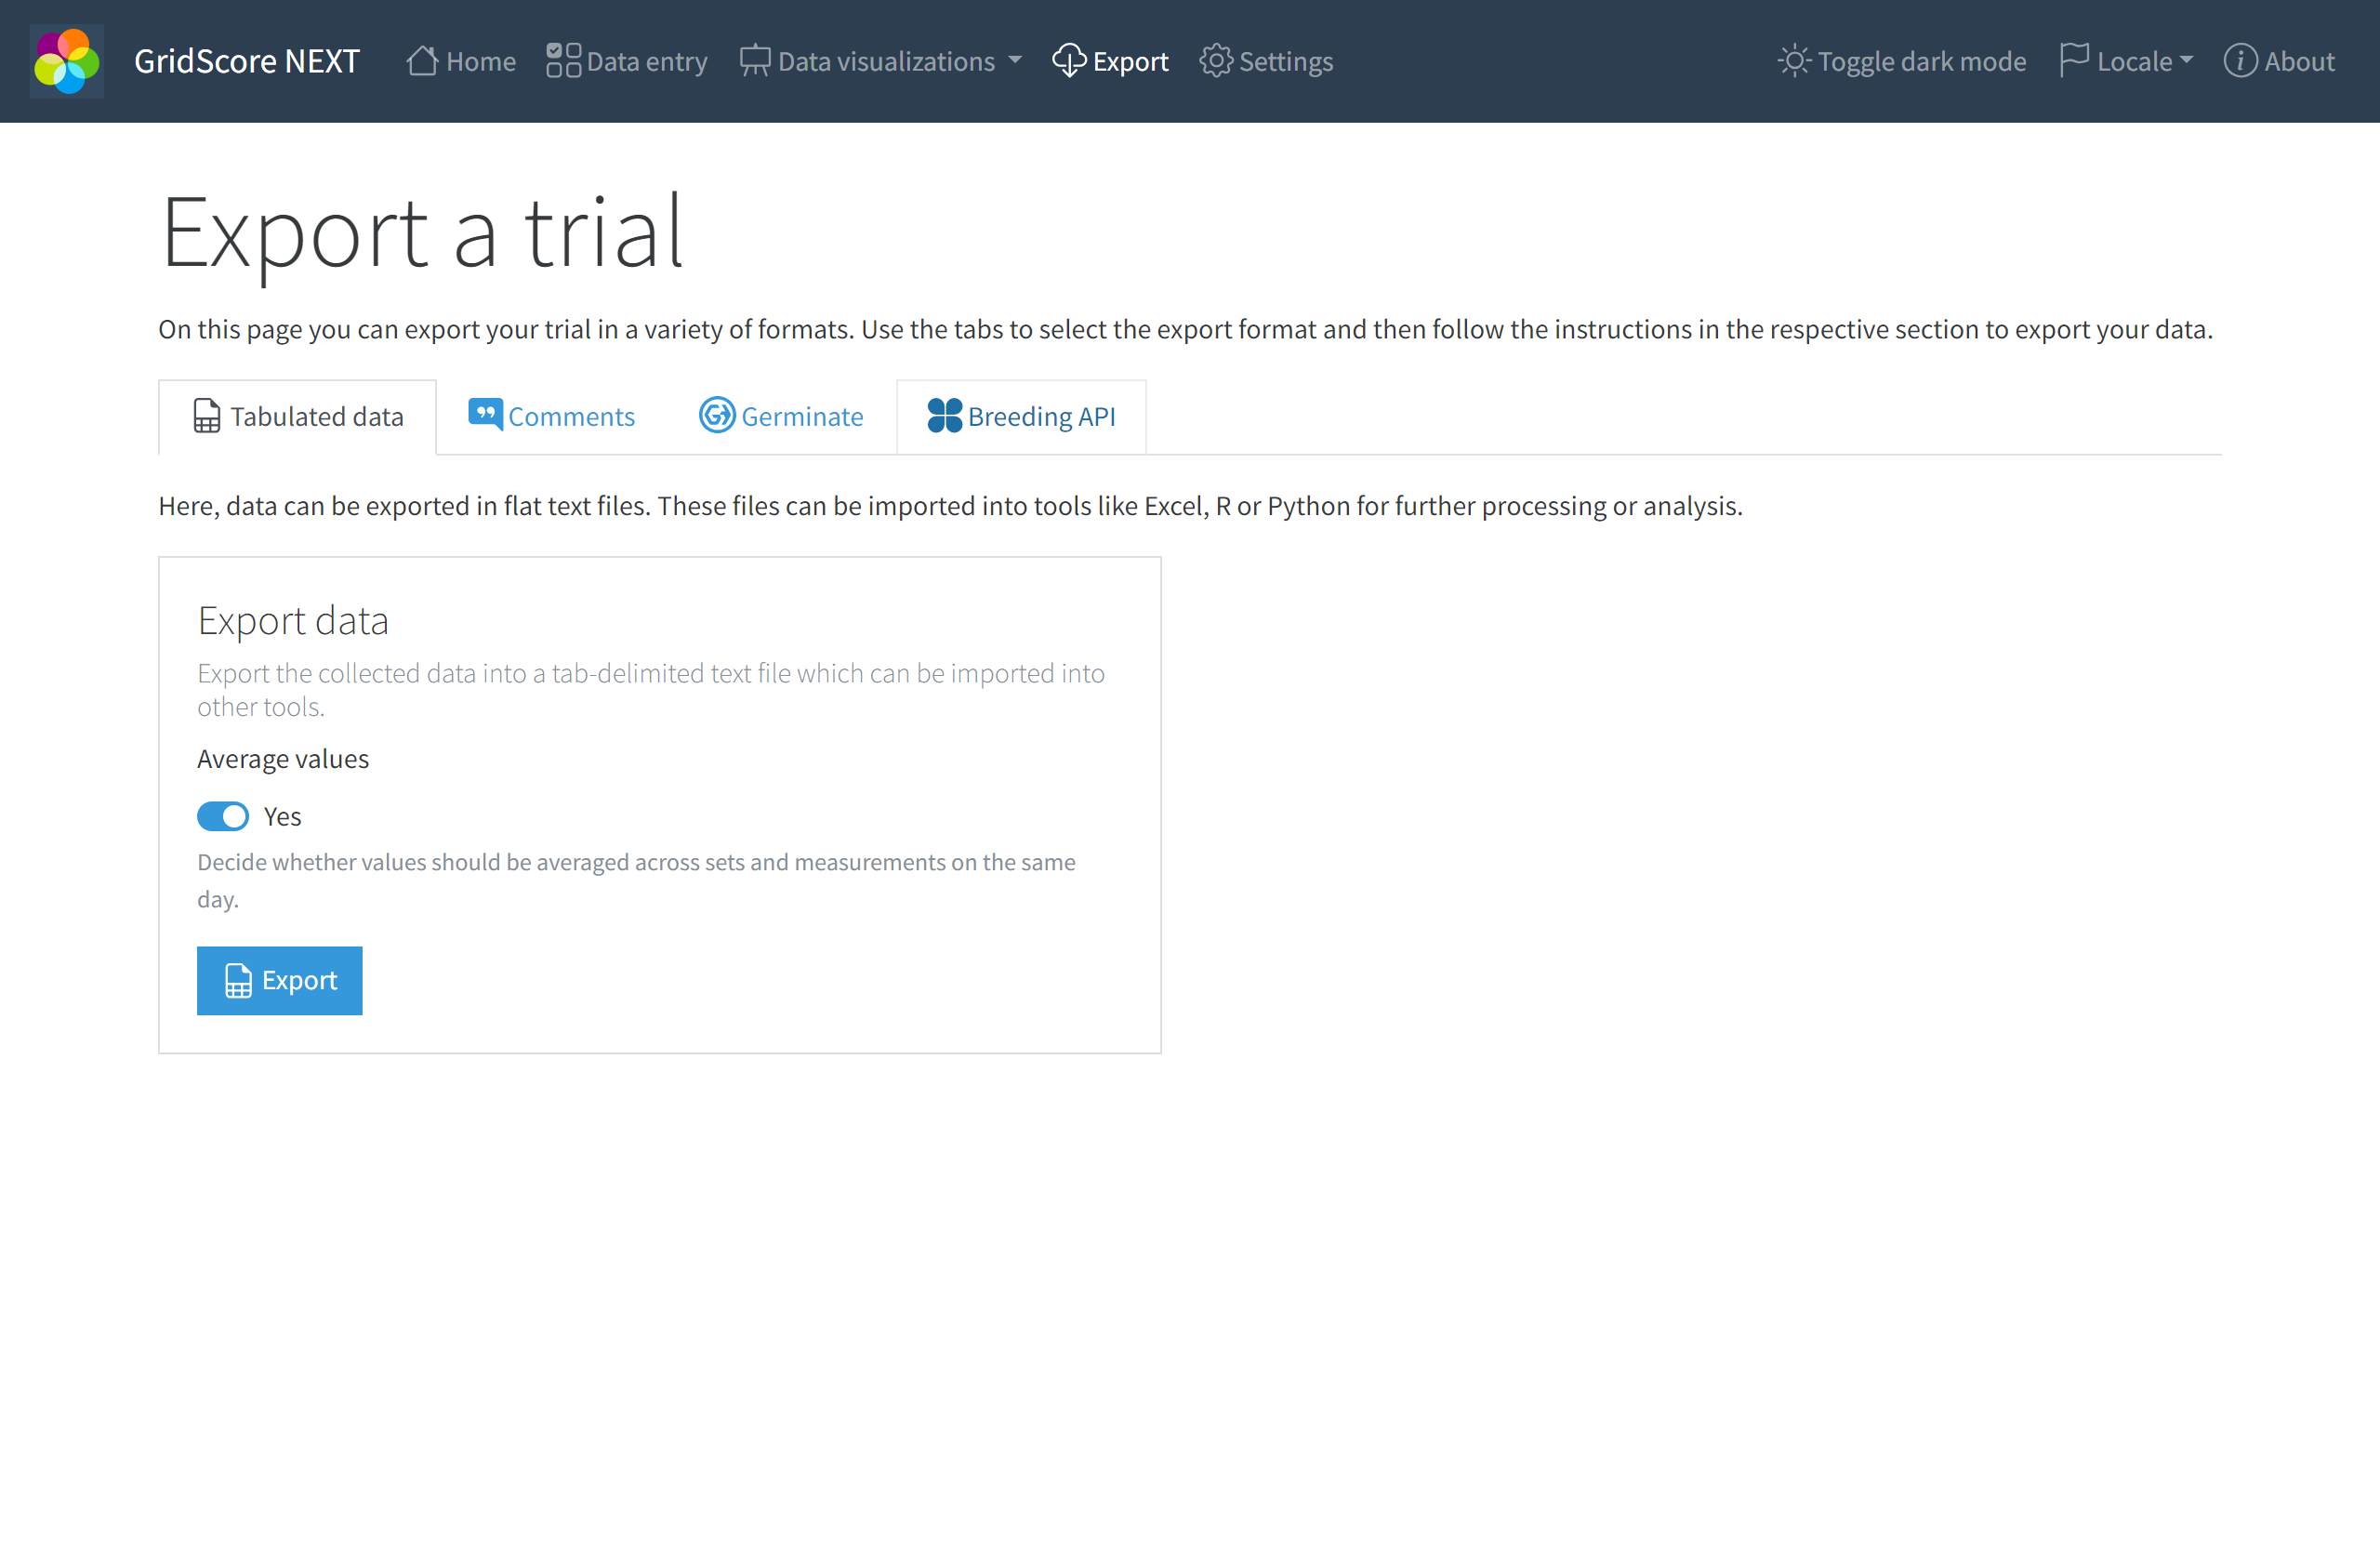 GridScore NEXT Home Data entry Data visualizations Export Settings Toggle dark mode Locale About
Export a trial
On this page you can export your trial in a variety of formats. Use the tabs to select the export format and then follow the instructions in the respective section to export your data.
Tabulated data Comments Germinate Breeding API
Here, data can be exported in flat text files. These files can be imported into tools like Excel, R or Python for further processing or analysis.
Export data
Export the collected data into a tab-delimited text file which can be imported into
other tools.
Average values
Yes
Decide whether values should be averaged across sets and measurements on the same
day.
Export